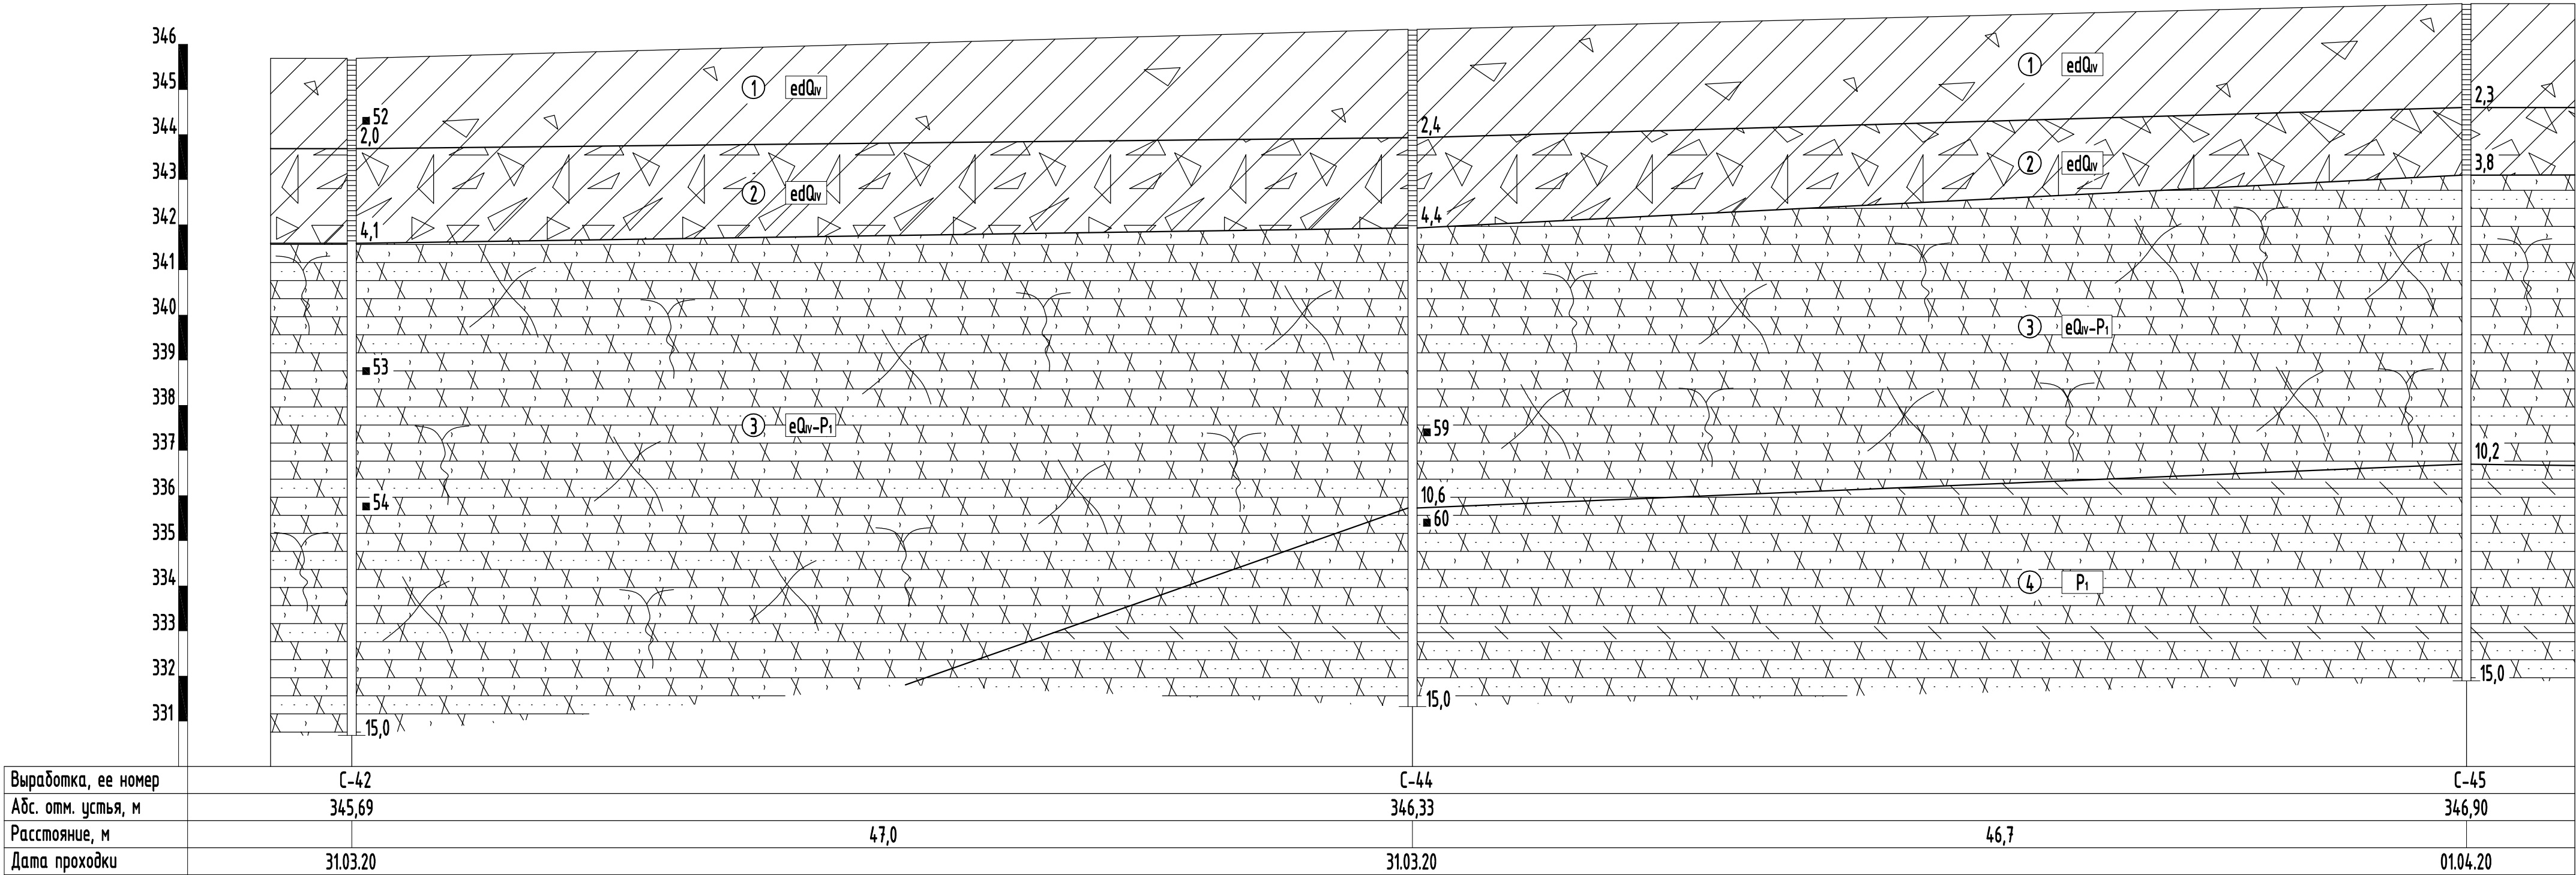 346
345
344
343
342
341
340
339
338
337
336
335
334
333
332
331
1 edQIV
1 edQIV
52
2,0
2,4
2,3
2 edQIV
2 edQIV
3,8
4,1
4,4
53
3 eQIV-P1
3 eQIV-P1
54
59
10,6
10,2
60
4 P1
15,0
15,0
15,0
Выработка, ее номер С-42 С-44 С-45
Абс. отм. устья, м 345,69 346,33 346,90
Расстояние, м 47,0 46,7
Дата проходки 31.03.20 31.03.20 01.04.20